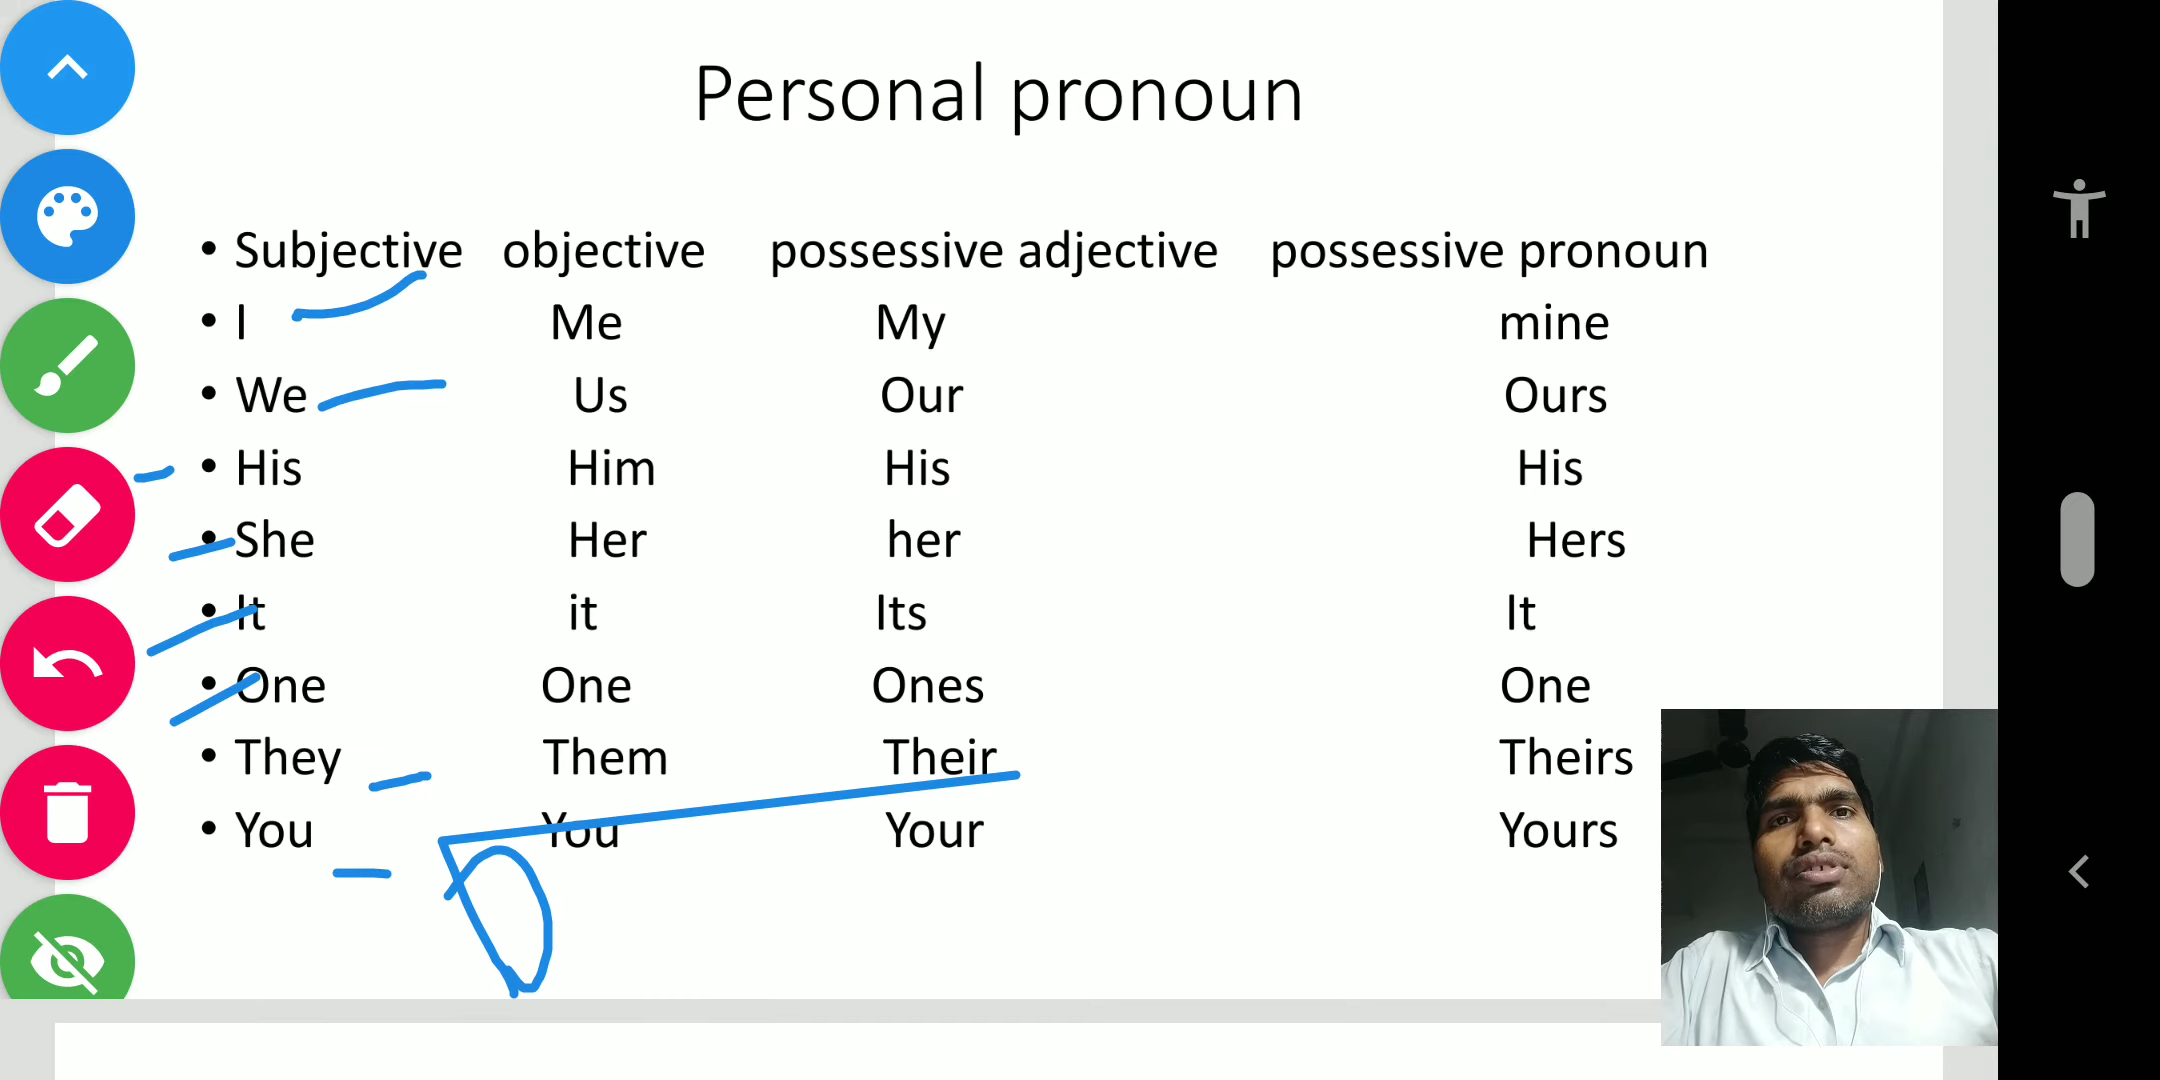 Personal pronoun
• Subjective objective possessive adjective possessive pronoun
• I Me My mine
• We Us Our Ours
• His Him His His
• She Her her Hers
• It it Its It
• One One Ones One
• They Them Their Theirs
• You You Your Yours